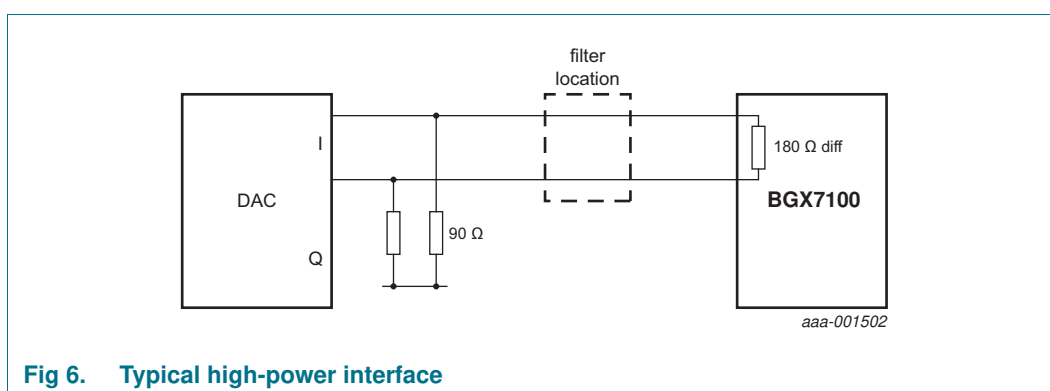 filter
location
I
180 Ω diff
DAC
BGX7100
90 Ω
Q
aaa-001502
Fig 6. Typical high-power interface